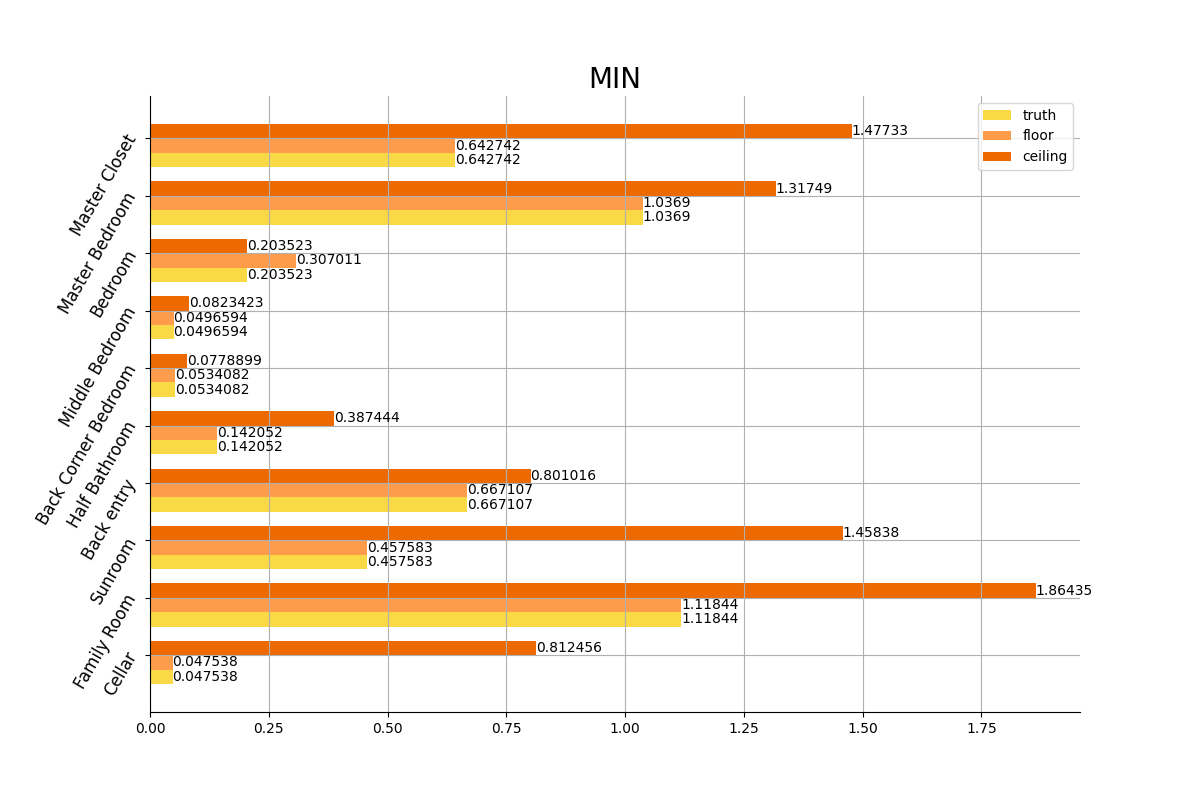 MIN
truth
floor
ceiling
Master Closet
1.47733
0.642742
0.642742
Master Bedroom
1.31749
1.0369
1.0369
Bedroom
0.203523
0.307011
0.203523
Middle Bedroom
0.0823423
0.0496594
0.0496594
Back Corner Bedroom
0.0778899
0.0534082
0.0534082
Half Bathroom
0.387444
0.142052
0.142052
Back entry
0.801016
0.667107
0.667107
Sunroom
1.45838
0.457583
0.457583
Family Room
1.86435
1.11844
1.11844
Cellar
0.812456
0.047538
0.047538
0.00 0.25 0.50 0.75 1.00 1.25 1.50 1.75